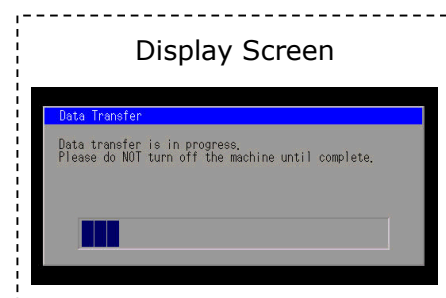 Display Screen
Data Transfer
Data transfer is in progress.
Please do NOT turn off the machine until complete.